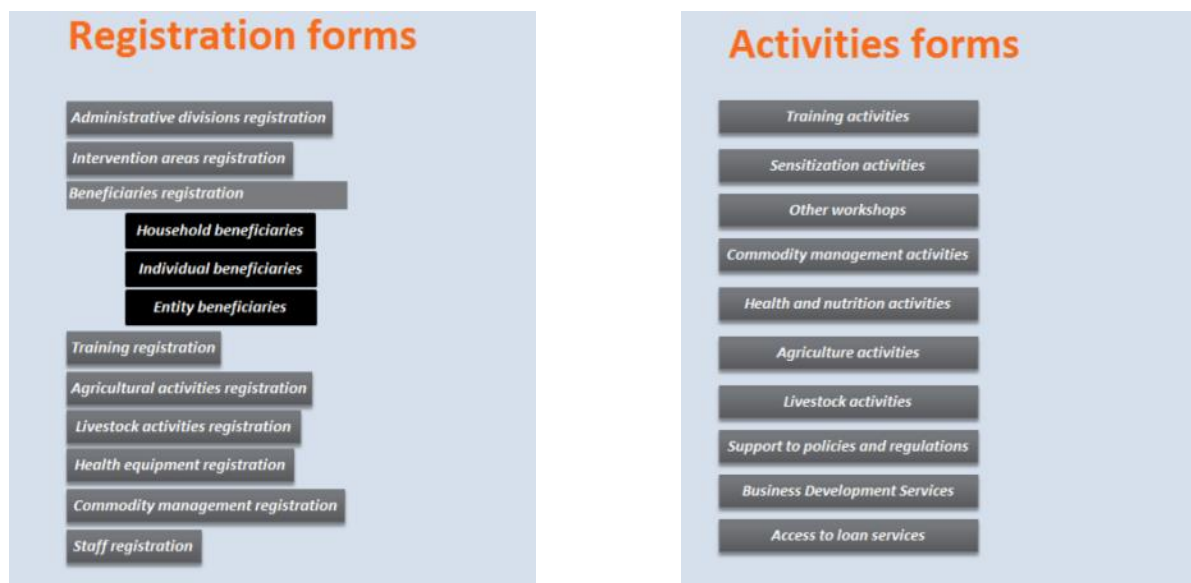 Registration forms
Administrative divisions registration
Intervention areas registration
Beneficiaries registration
Household beneficiaries
Individual beneficiaries
Entity beneficiaries
Training registration
Agricultural activities registration
Livestock activities registration
Health equipment registration
Commodity management registration
Staff registration
Activities forms
Training activities
Sensitization activities
Other workshops
Commodity management activities
Health and nutrition activities
Agriculture activities
Livestock activities
Support to policies and regulations
Business Development Services
Access to loan services